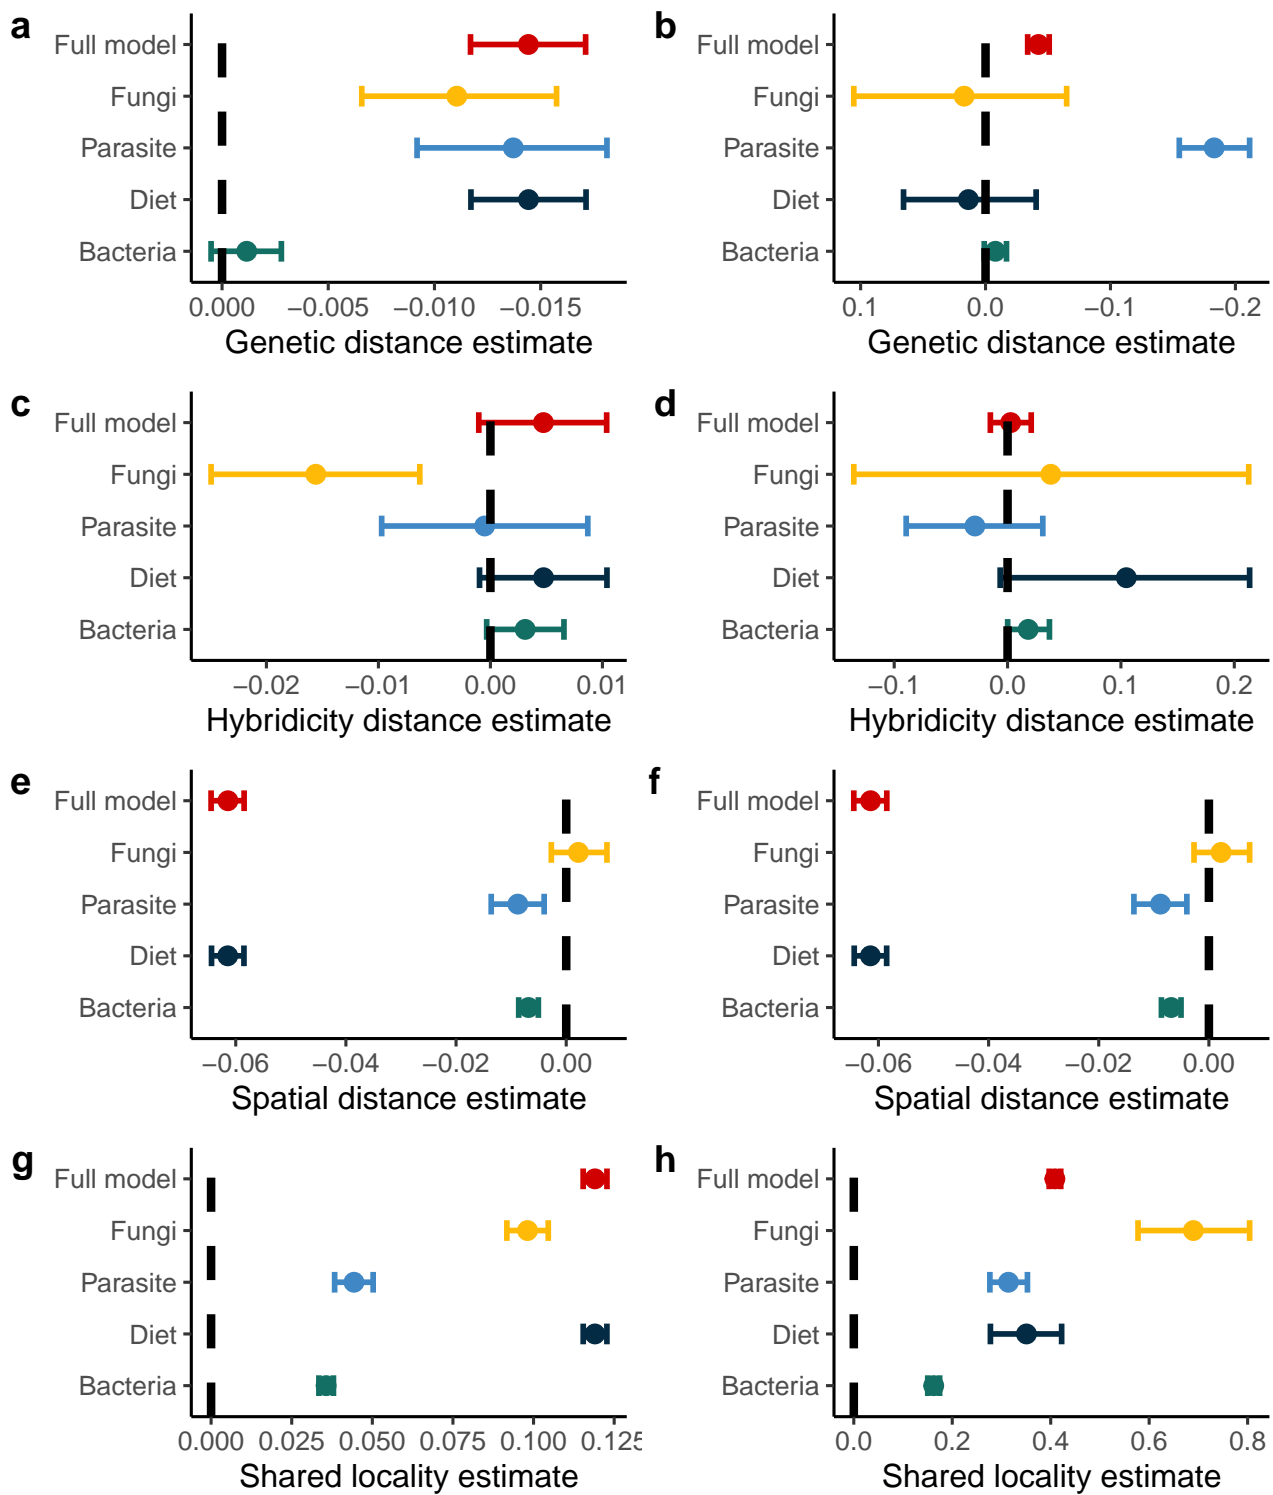 a
Full model
Fungi
Parasite
Diet
Bacteria
0.000 −0.005 −0.010 −0.015
Genetic distance estimate
b
Full model
Fungi
Parasite
Diet
Bacteria
0.1 0.0 −0.1 −0.2
Genetic distance estimate
c
Full model
Fungi
Parasite
Diet
Bacteria
−0.02 −0.01 0.00 0.01
Hybridicity distance estimate
d
Full model
Fungi
Parasite
Diet
Bacteria
−0.1 0.0 0.1 0.2
Hybridicity distance estimate
e
Full model
Fungi
Parasite
Diet
Bacteria
−0.06 −0.04 −0.02 0.00
Spatial distance estimate
f
Full model
Fungi
Parasite
Diet
Bacteria
−0.06 −0.04 −0.02 0.00
Spatial distance estimate
g
Full model
Fungi
Parasite
Diet
Bacteria
0.000 0.025 0.050 0.075 0.100 0.125
Shared locality estimate
h
Full model
Fungi
Parasite
Diet
Bacteria
0.0 0.2 0.4 0.6 0.8
Shared locality estimate